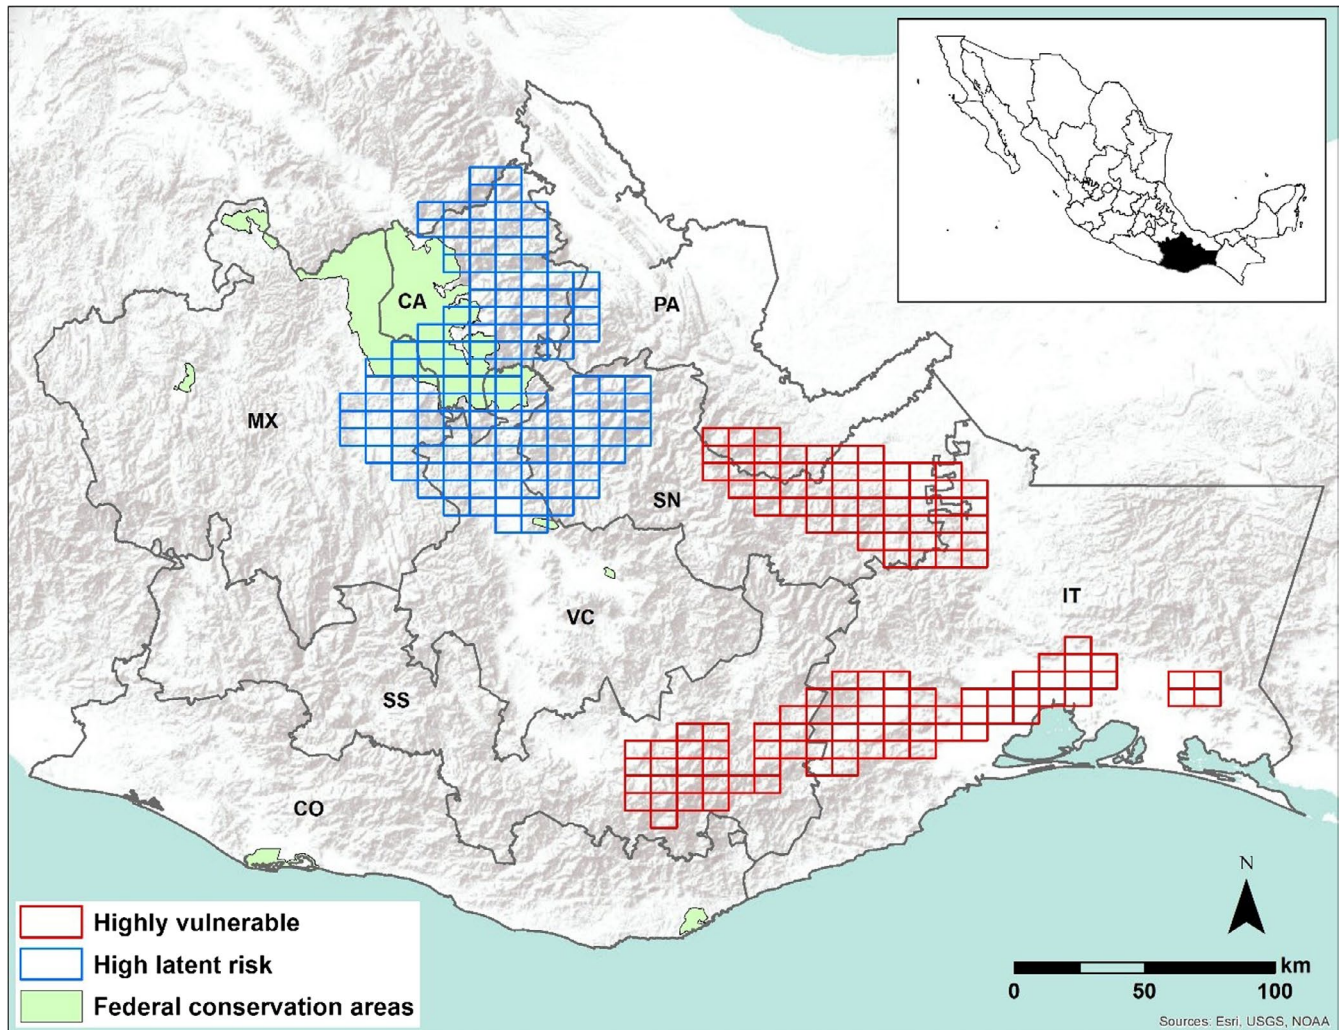 CA
PA
MX
SN
IT
VC
SS
CO
N
Highly vulnerable
High latent risk
Federal conservation areas
km
0 50 100
Sources: Esri, USGS, NOAA